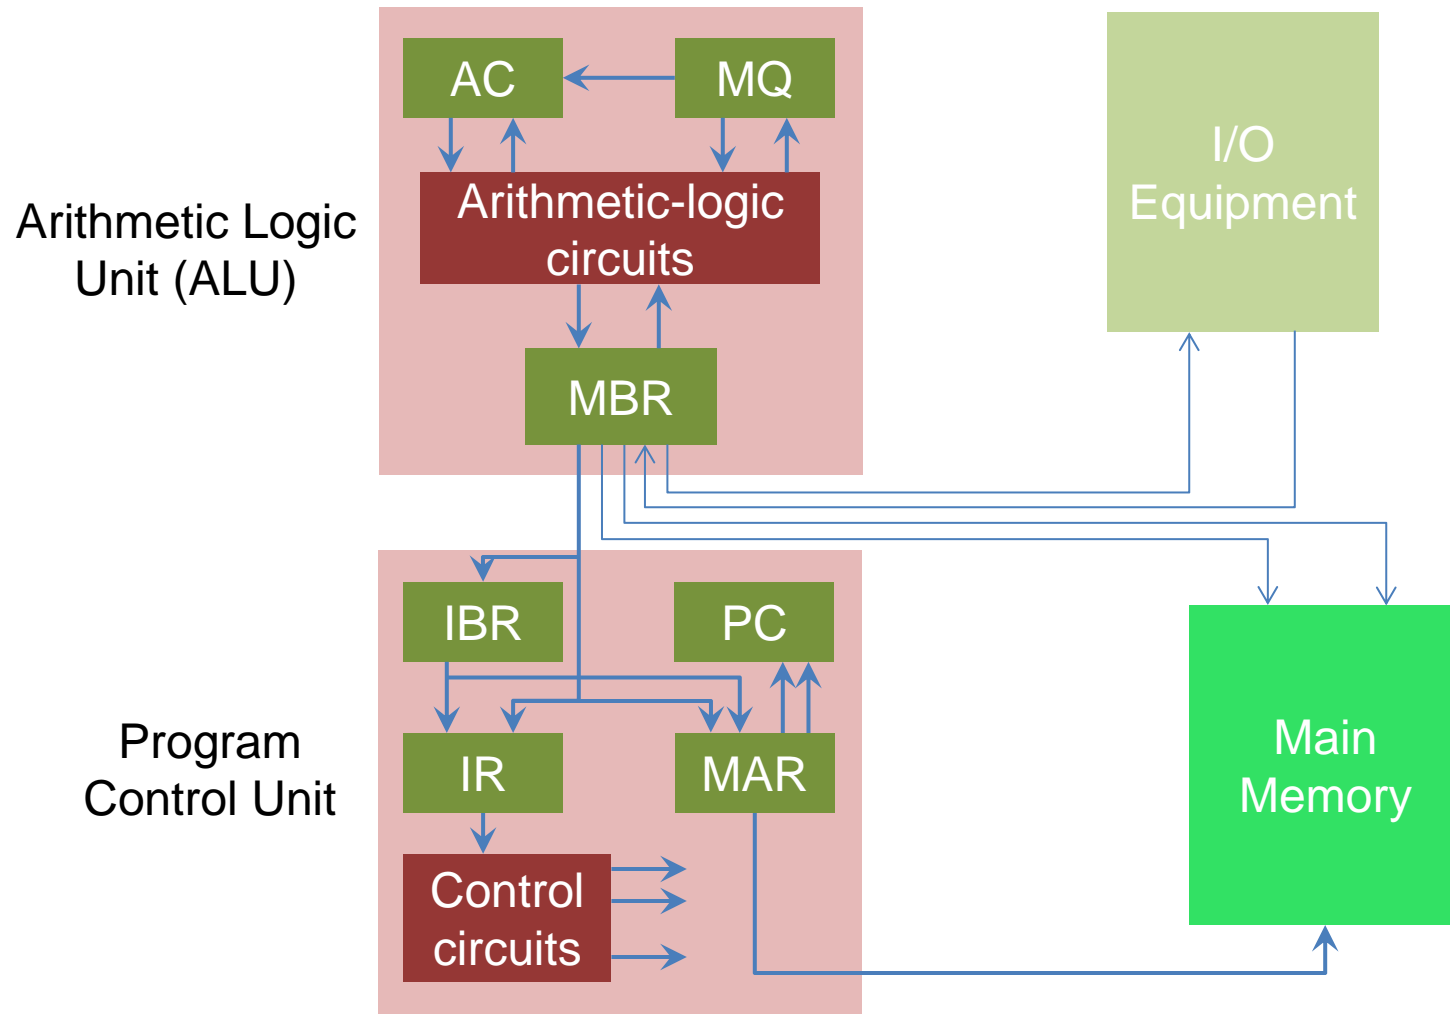 AC
MQ
I/O
Equipment
Arithmetic-logic
circuits
Arithmetic Logic
Unit (ALU)
MBR
IBR
PC
Program
Control Unit
IR
MAR
Main
Memory
Control
circuits